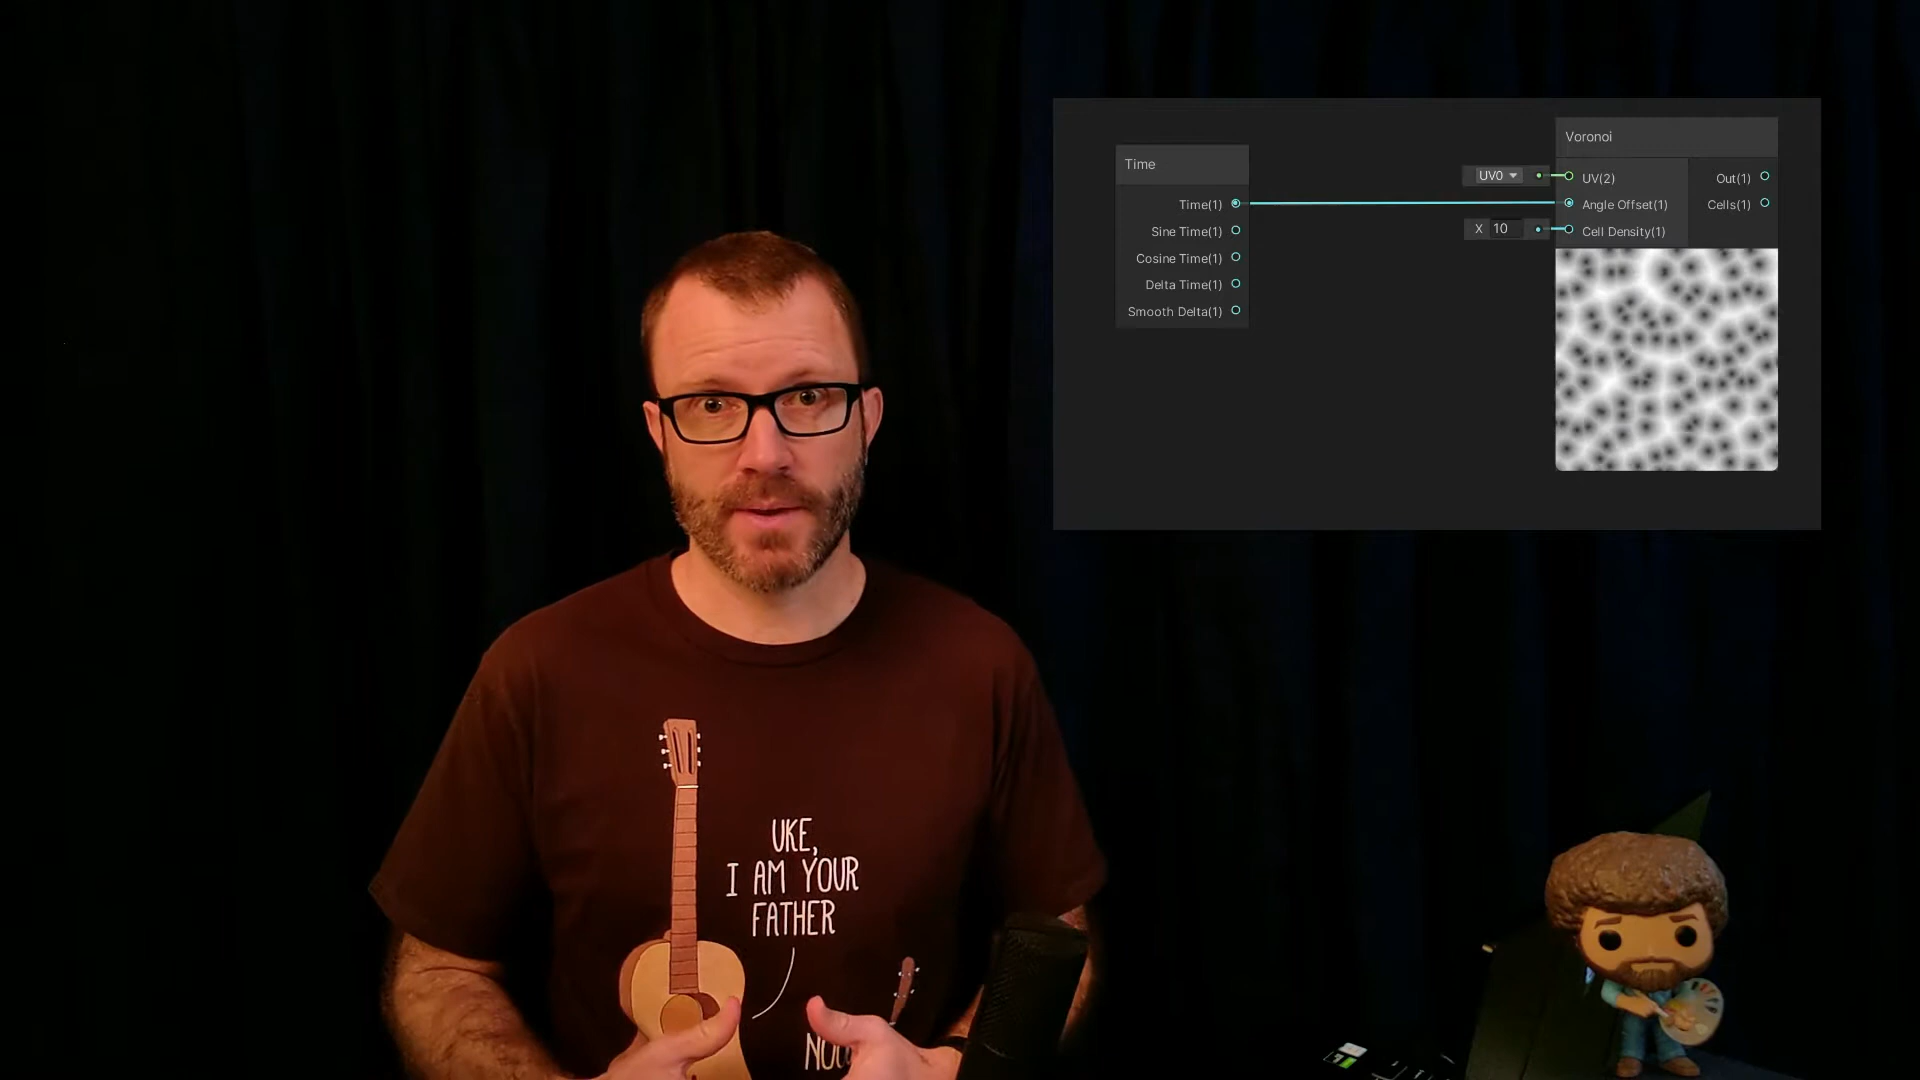 Time
Time(1)
Sine Time(1)
Cosine Time(1)
Delta Time(1)
Smooth Delta(1)
UV0
X 10
Voronoi
UV(2)
Angle Offset(1)
Cell Density(1)
Out(1)
Cells(1)
UKE,
I AM YOUR
FATHER